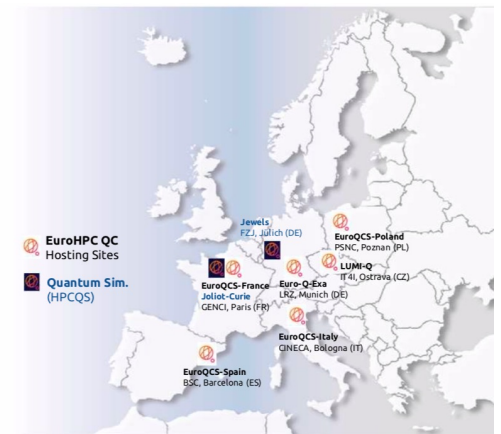 EuroHPC QC
Hosting Sites
Quantum Sim.
(HPCQS)
Jewels
FZJ, Jülich (DE)
EuroQCS-Poland
PSNC, Poznan (PL)
LUMI-Q
IT4I, Ostrava (CZ)
EuroQCS-France
Joliot-Curie
GENCI, Paris (FR)
Euro-Q-Exa
LRZ, Munich (DE)
EuroQCS-Italy
CINECA, Bologna (IT)
EuroQCS-Spain
BSC, Barcelona (ES)